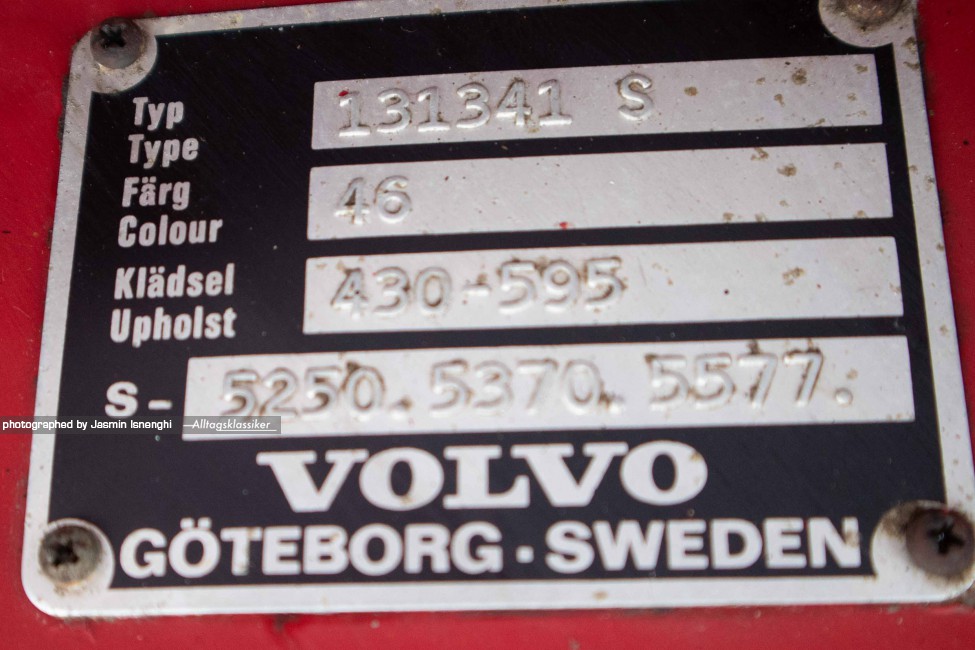 Typ
Type
131341 S
Färg
Colour
46
Klädsel
Upholst
430-595
S- 5250. 5370. 5577.
photographed by Jasmin Isnenghi — Alltagsklassiker
VOLVO
GÖTEBORG · SWEDEN